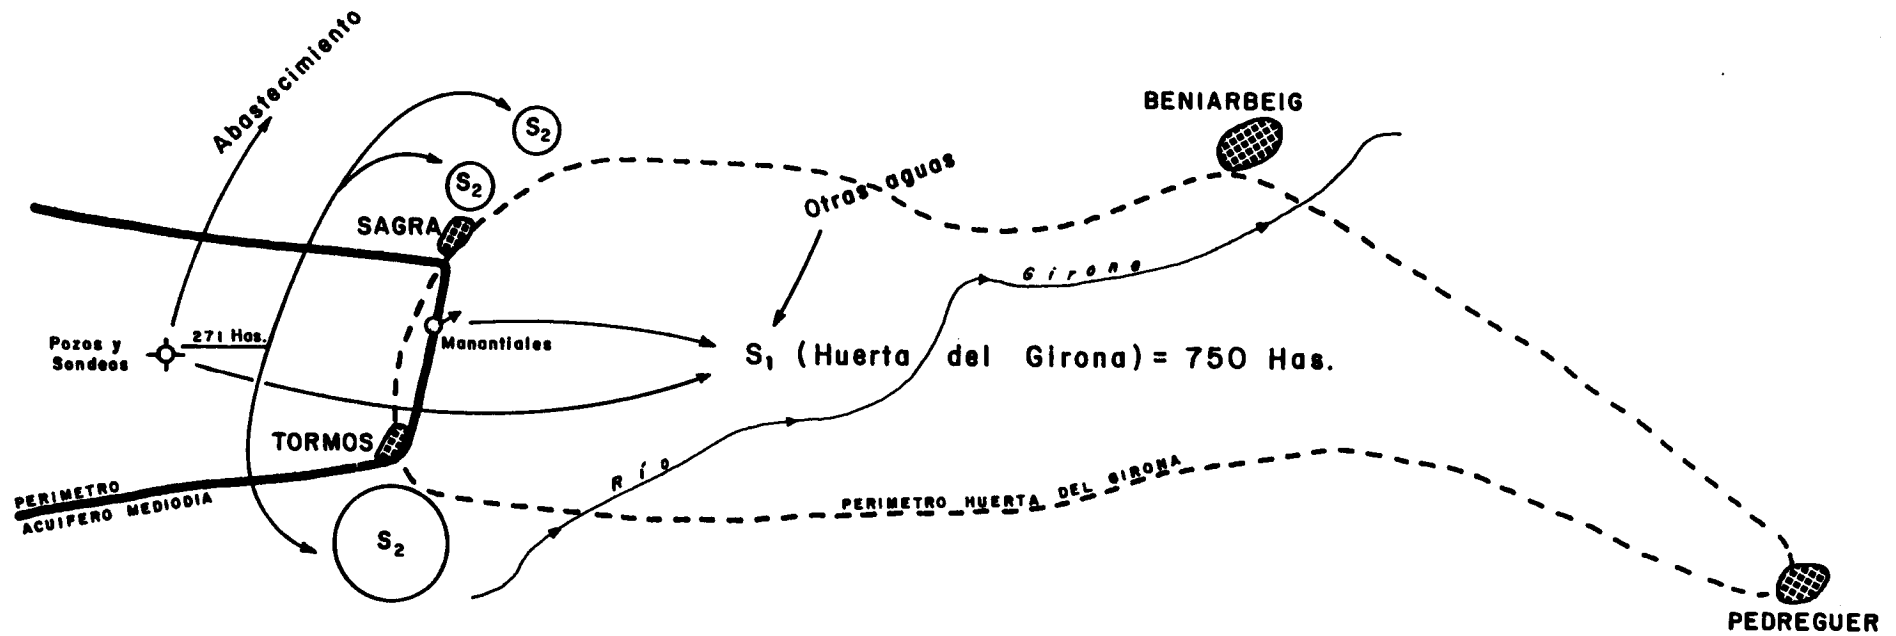 Abastecimiento
BENIARBEIG
S2
S2
Otras aguas
SAGRA
Girona
271 Has.
Pozos y
Sondeos
Manantiales
S1 (Huerta del Girona) = 750 Has.
TORMOS
Río
PERIMETRO
ACUIFERO MEDIODIA
PERIMETRO HUERTA DEL GIRONA
S2
PEDREGUER